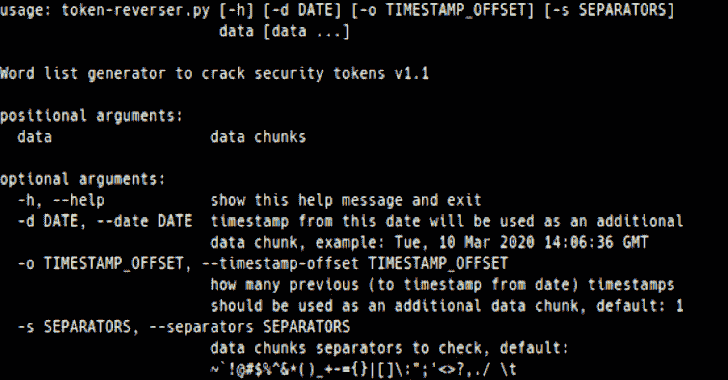 usage: token-reverser.py [-h] [-d DATE] [-o TIMESTAMP_OFFSET] [-s SEPARATORS]
data [data ...]
Word list generator to crack security tokens v1.1
positional arguments:
data data chunks
optional arguments:
-h, --help show this help message and exit
-d DATE, --date DATE timestamp from this date will be used as an additional
data chunk, example: Tue, 10 Mar 2020 14:06:36 GMT
-o TIMESTAMP_OFFSET, --timestamp-offset TIMESTAMP_OFFSET
how many previous (to timestamp from date) timestamps
should be used as an additional data chunk, default: 1
-s SEPARATORS, --separators SEPARATORS
data chunks separators to check, default:
~`!@#$%^&*()_+-={}|[]\:";'<>?,./ \t